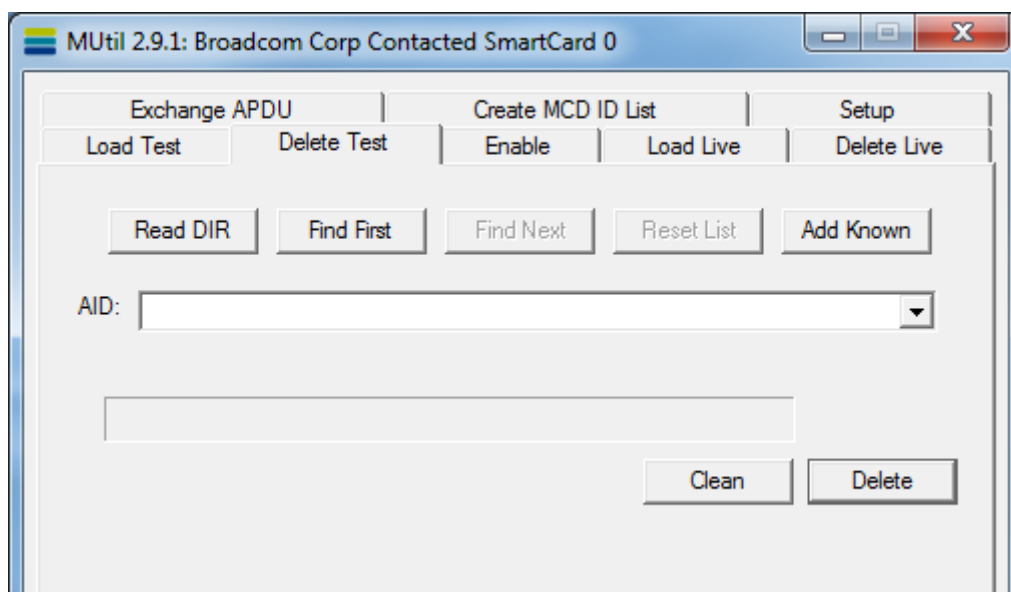 MUtil 2.9.1: Broadcom Corp Contacted SmartCard 0
Exchange APDU Create MCD ID List Setup
Load Test Delete Test Enable Load Live Delete Live
Read DIR Find First Find Next Reset List Add Known
AID:
Clean Delete